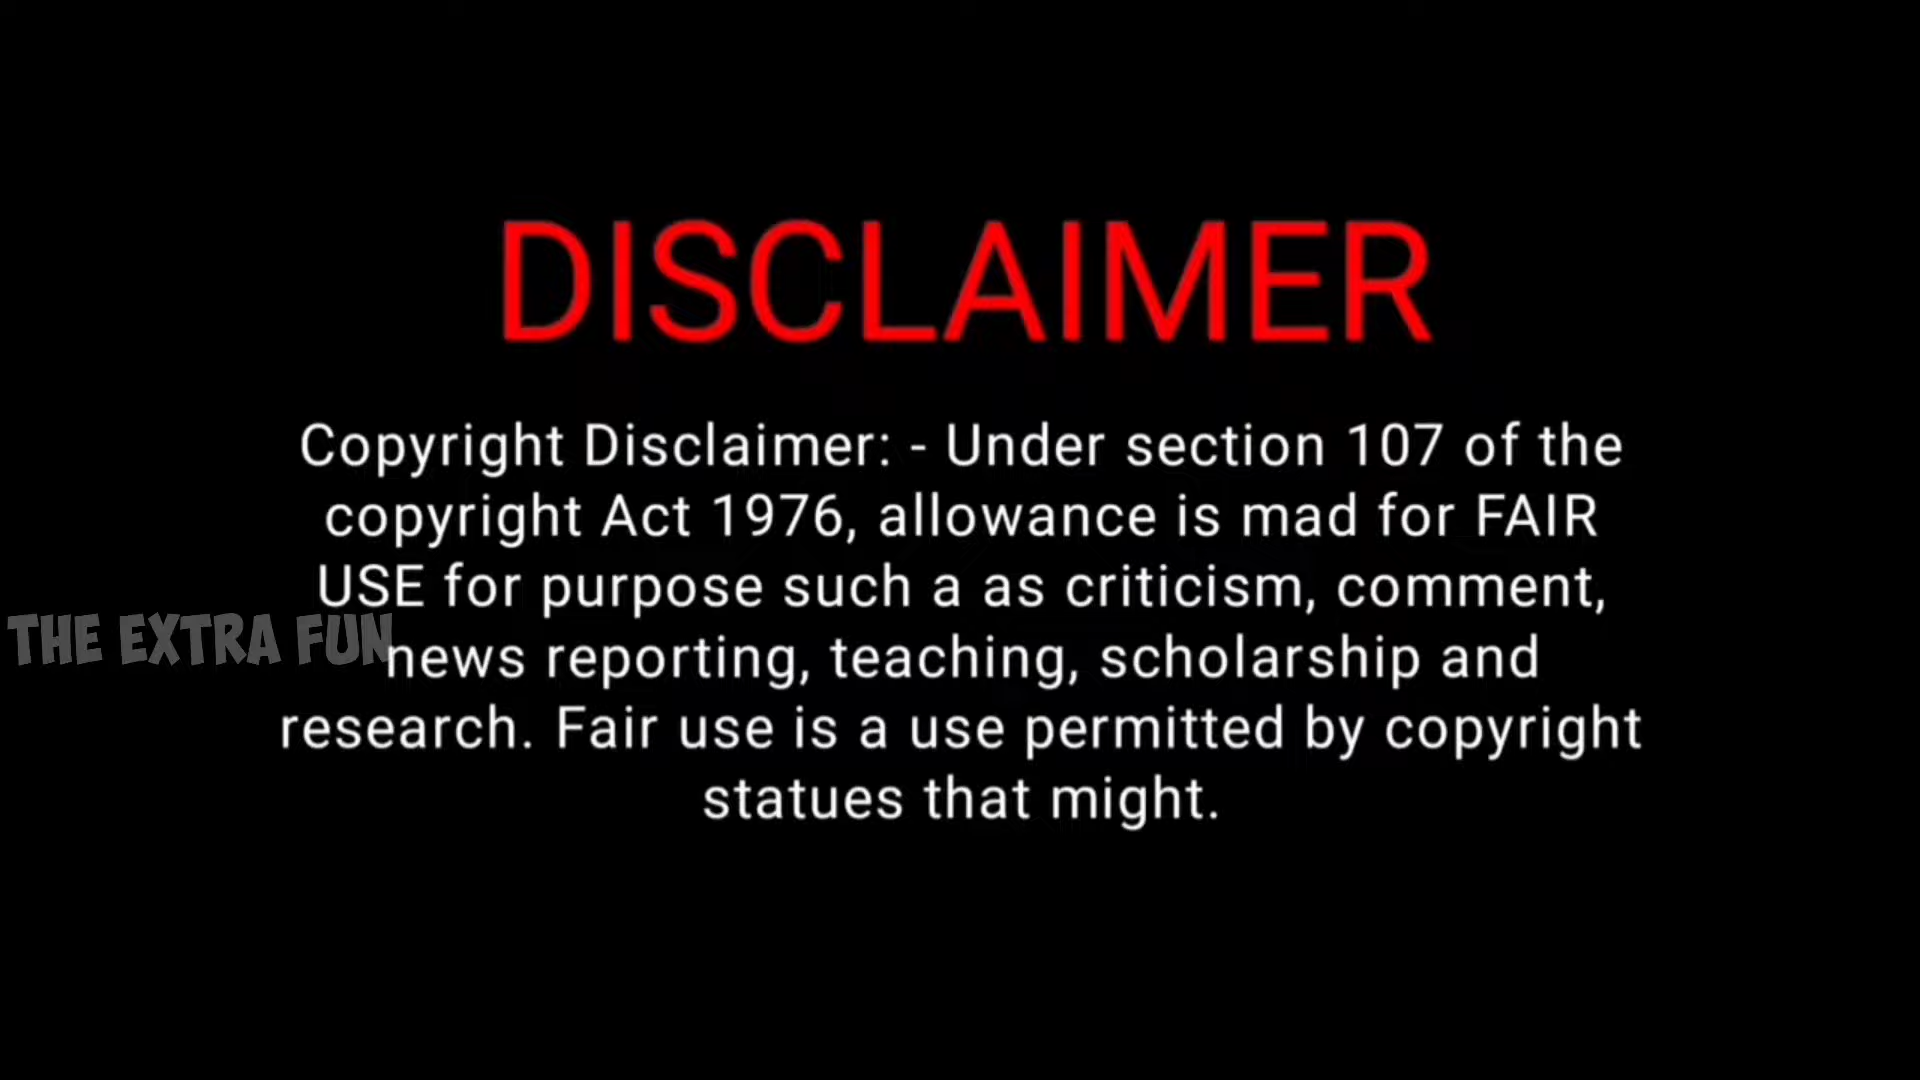 DISCLAIMER
Copyright Disclaimer: - Under section 107 of the
copyright Act 1976, allowance is mad for FAIR
USE for purpose such a as criticism, comment,
THE EXTRA FUN
news reporting, teaching, scholarship and
research. Fair use is a use permitted by copyright
statues that might.